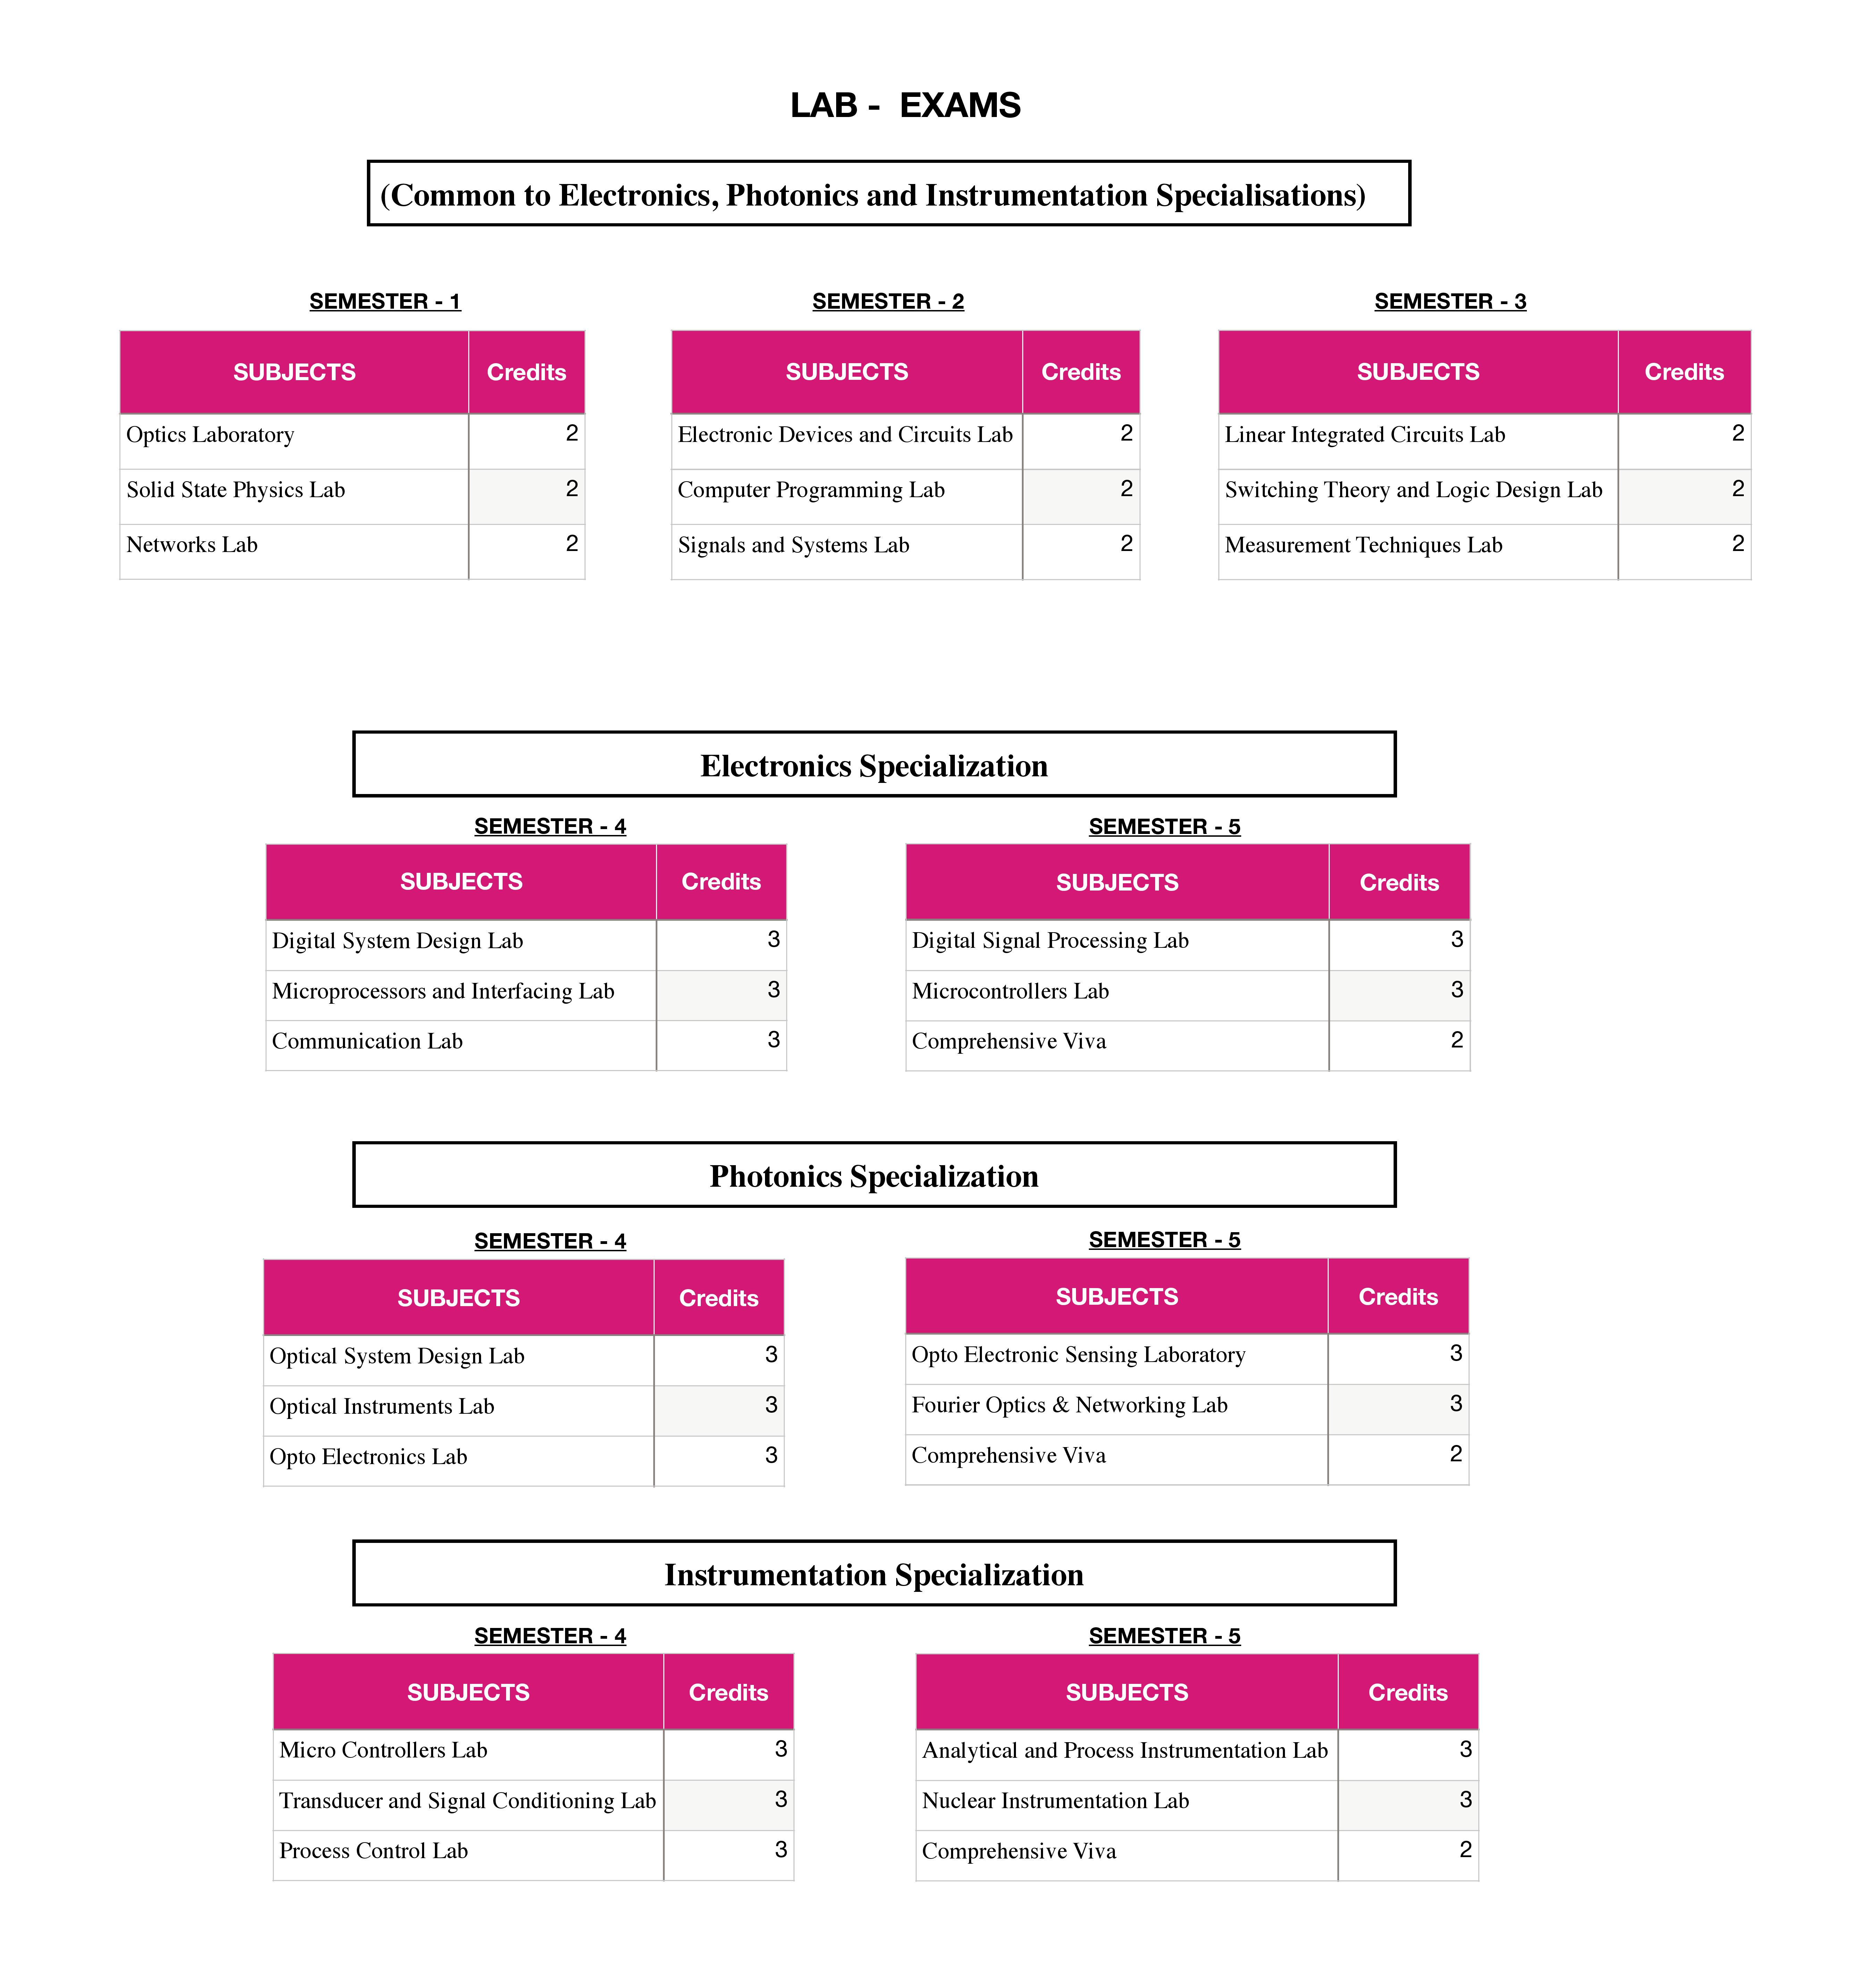 LAB - EXAMS
(Common to Electronics, Photonics and Instrumentation Specialisations)
SEMESTER - 1
SUBJECTS Credits
Optics Laboratory 2
Solid State Physics Lab 2
Networks Lab 2
SEMESTER - 2
SUBJECTS Credits
Electronic Devices and Circuits Lab 2
Computer Programming Lab 2
Signals and Systems Lab 2
SEMESTER - 3
SUBJECTS Credits
Linear Integrated Circuits Lab 2
Switching Theory and Logic Design Lab 2
Measurement Techniques Lab 2
Electronics Specialization
SEMESTER - 4
SUBJECTS Credits
Digital System Design Lab 3
Microprocessors and Interfacing Lab 3
Communication Lab 3
SEMESTER - 5
SUBJECTS Credits
Digital Signal Processing Lab 3
Microcontrollers Lab 3
Comprehensive Viva 2
Photonics Specialization
SEMESTER - 4
SUBJECTS Credits
Optical System Design Lab 3
Optical Instruments Lab 3
Opto Electronics Lab 3
SEMESTER - 5
SUBJECTS Credits
Opto Electronic Sensing Laboratory 3
Fourier Optics & Networking Lab 3
Comprehensive Viva 2
Instrumentation Specialization
SEMESTER - 4
SUBJECTS Credits
Micro Controllers Lab 3
Transducer and Signal Conditioning Lab 3
Process Control Lab 3
SEMESTER - 5
SUBJECTS Credits
Analytical and Process Instrumentation Lab 3
Nuclear Instrumentation Lab 3
Comprehensive Viva 2